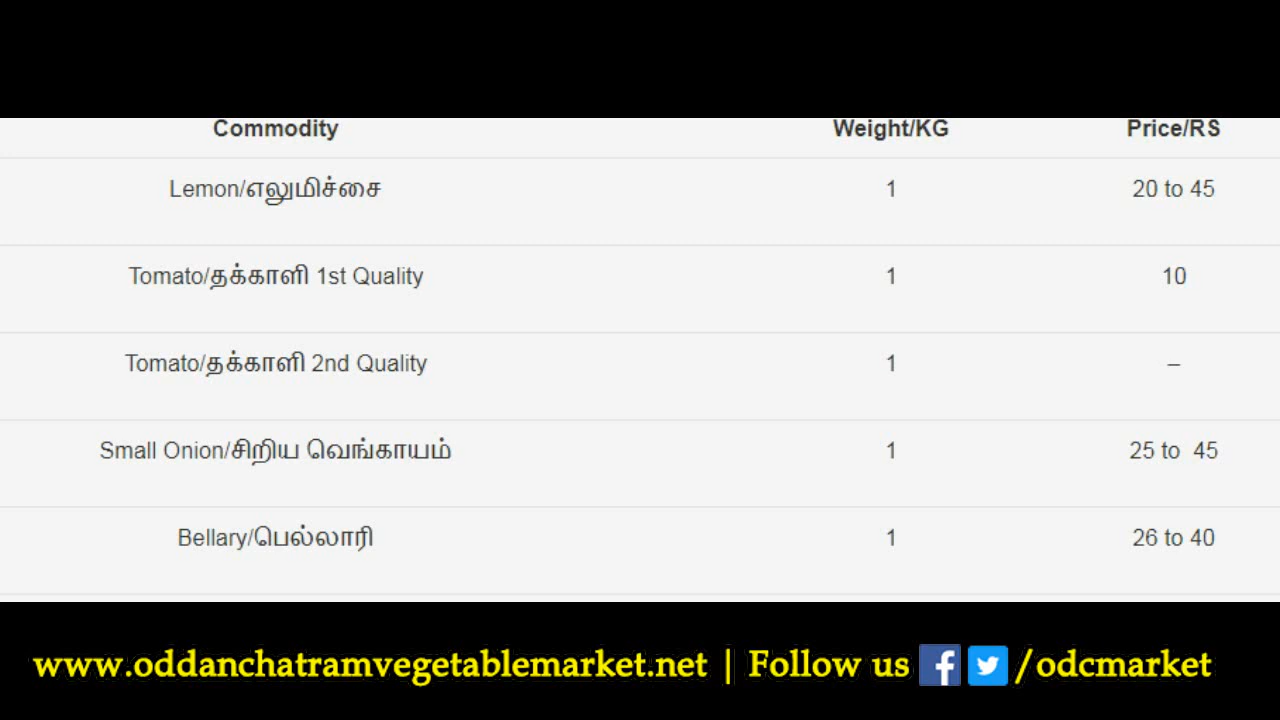 Commodity Weight/KG Price/RS
Lemon/எலுமிச்சை 1 20 to 45
Tomato/தக்காளி 1st Quality 1 10
Tomato/தக்காளி 2nd Quality 1 –
Small Onion/சிறிய வெங்காயம் 1 25 to  45
Bellary/பெல்லாரி 1 26 to 40
www.oddanchatramvegetablemarket.net | Follow us f /odcmarket